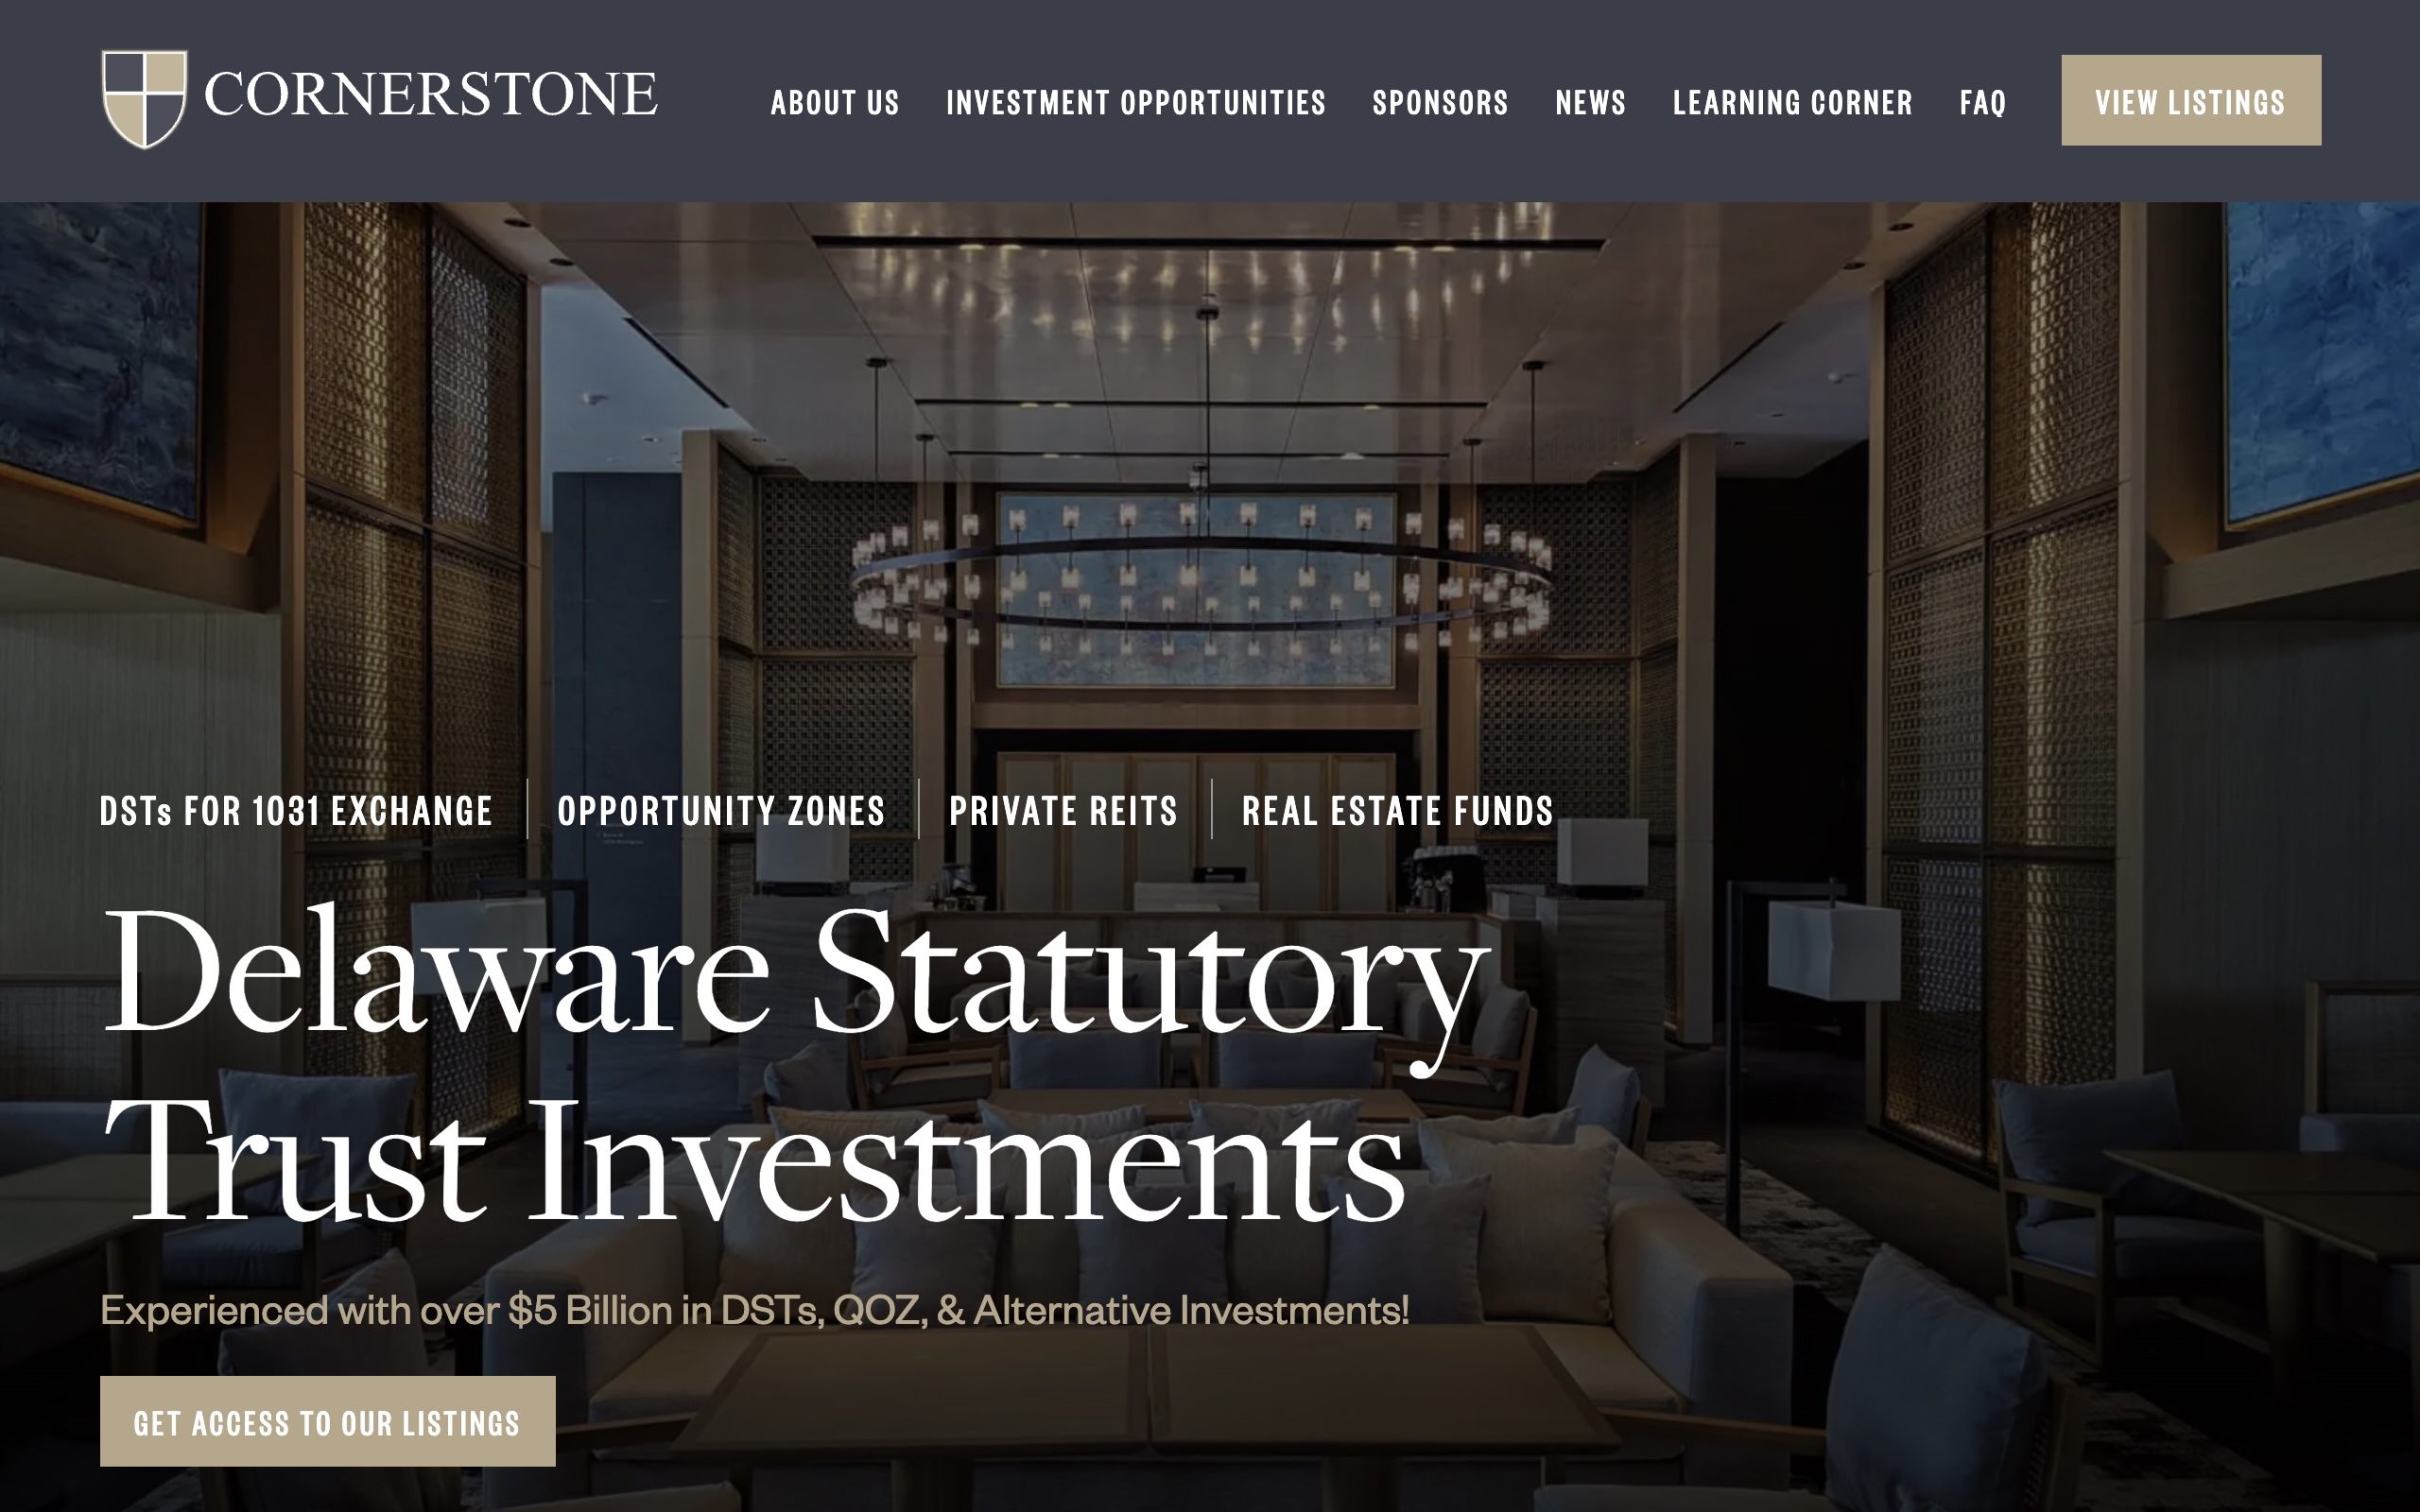 CORNERSTONE
ABOUT US
INVESTMENT OPPORTUNITIES
SPONSORS
NEWS
LEARNING CORNER
FAQ
VIEW LISTINGS
DSTs FOR 1031 EXCHANGE
OPPORTUNITY ZONES
PRIVATE REITS
REAL ESTATE FUNDS
Delaware Statutory
Trust Investments
Experienced with over $5 Billion in DSTs, QOZ, & Alternative Investments!
GET ACCESS TO OUR LISTINGS